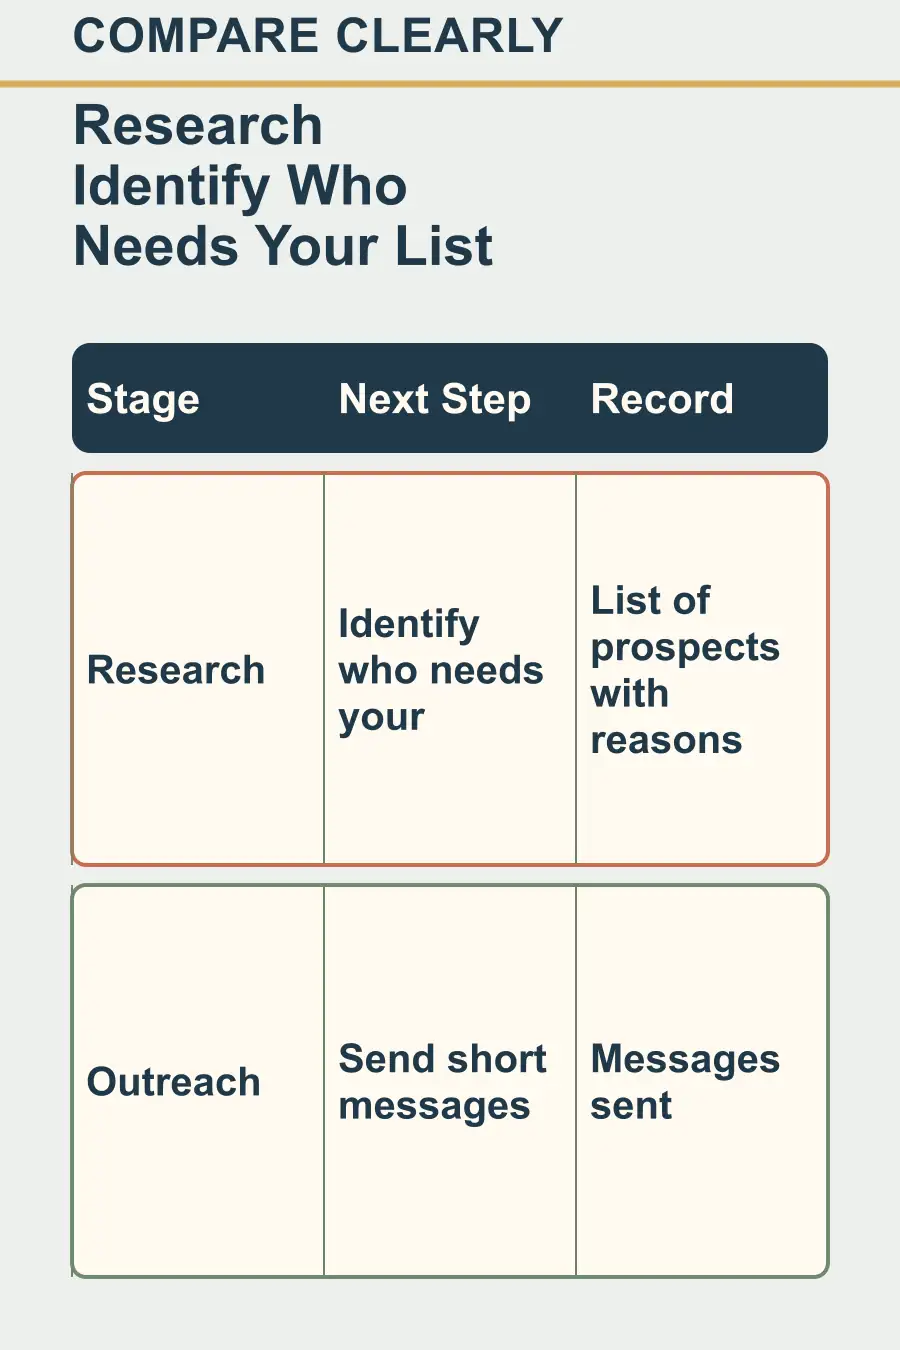 COMPARE CLEARLY
Research
Identify Who
Needs Your List
Stage
Next Step
Record
Research
Identify
who needs
your
List of
prospects
with
reasons
Outreach
Send short
messages
Messages
sent